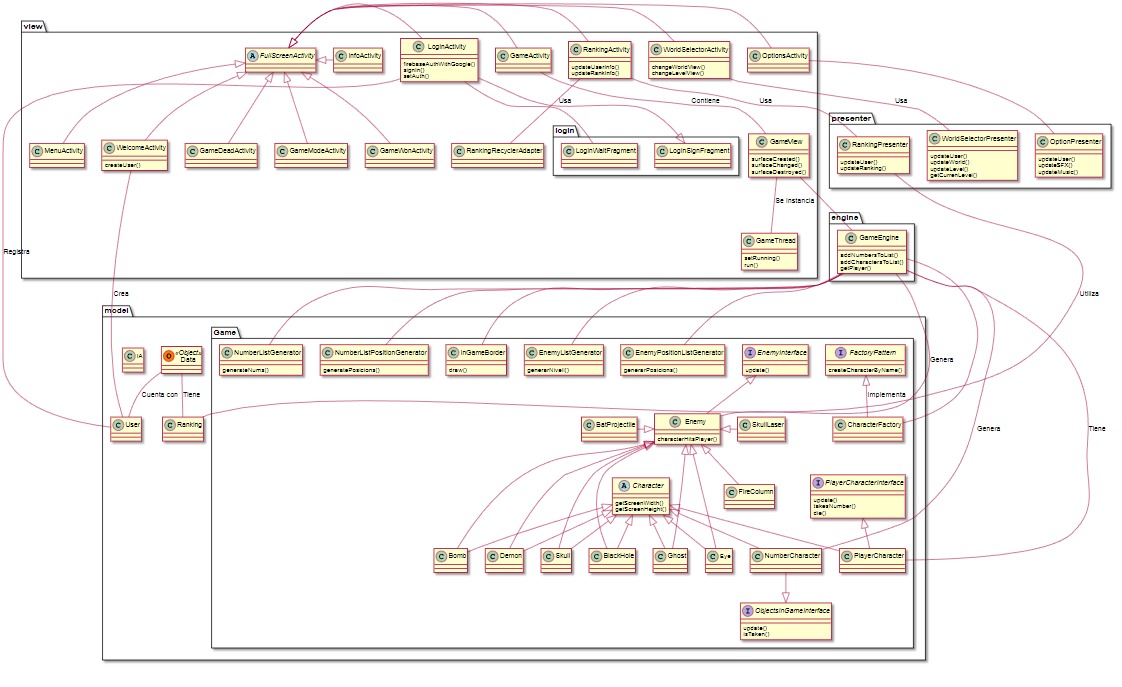 view
FullScreenActivity
InfoActivity
LoginActivity
firebaseAuthWithGoogle()
signIn()
setAuth()
GameActivity
RankingActivity
updateUserInfo()
updateRankInfo()
WorldSelectorActivity
changeWorldView()
changeLevelView()
OptionsActivity
Usa
Contiene
Usa
Usa
MenuActivity
WelcomeActivity
createUser()
GameDeadActivity
GameModeActivity
GameWonActivity
RankingRecyclerAdapter
login
LoginWaitFragment
LoginSignFragment
GameView
surfaceCreated()
surfaceChanged()
surfaceDestroyed()
presenter
RankingPresenter
updateUser()
updateRanking()
WorldSelectorPresenter
updateUser()
updateWorld()
updateLevel()
getCurrenLevel()
OptionPresenter
updateUser()
updateSFX()
updateMusic()
Se instancia
Registra
GameThread
setRunning()
run()
engine
GameEngine
addNumbersToList()
addCharactersToList()
getPlayer()
Crea
Utiliza
model
Game
IA
«Object»
Data
NumberListGenerator
generateNums()
NumberListPositionGenerator
generatePosicions()
InGameBorder
draw()
EnemyListGenerator
generarNivel()
EnemyPositionListGenerator
generarPosicions()
EnemyInterface
update()
FactoryPattern
createCharacterByName()
Genera
Cuenta con
Tiene
Implementa
User
Ranking
BatProjectile
Enemy
characterHitsPlayer()
SkullLaser
CharacterFactory
Genera
Tiene
Character
getScreenWidth()
getScreenHeight()
FireColumn
PlayerCharacterInterface
update()
takesNumber()
die()
Bomb
Demon
Skull
BlackHole
Ghost
Eye
NumberCharacter
PlayerCharacter
ObjectsInGameInterface
update()
isTaken()